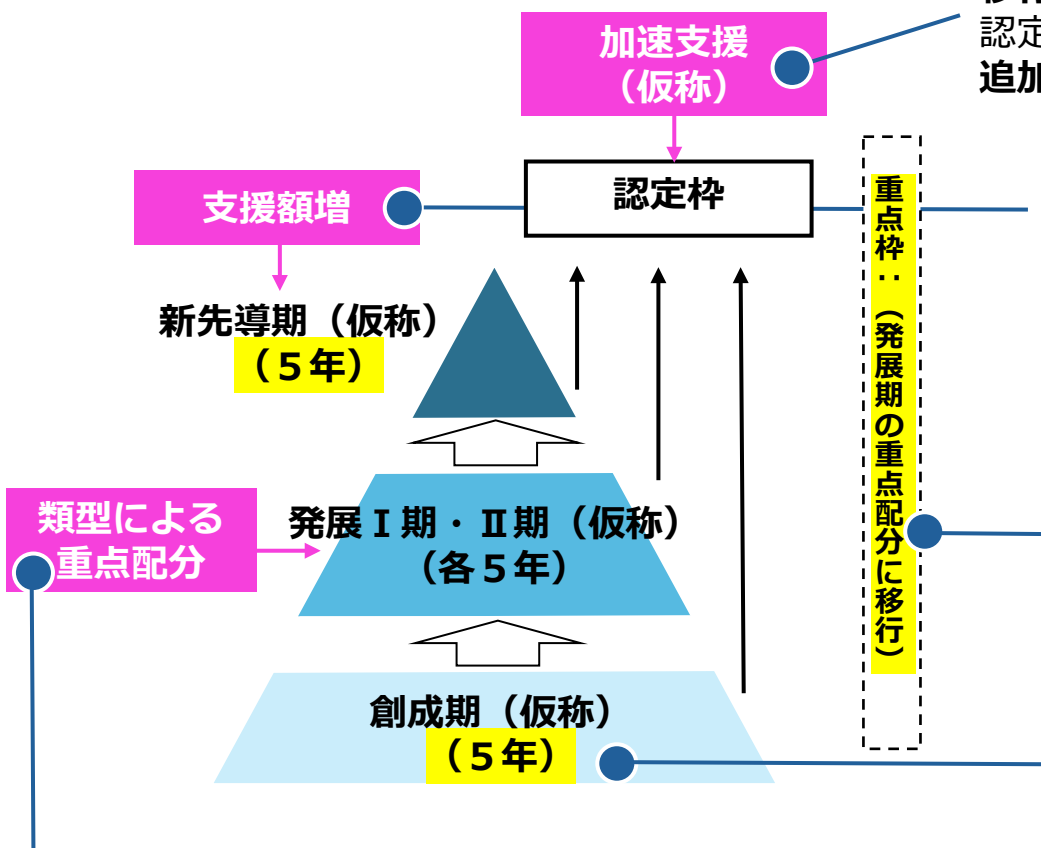 加速支援
（仮称）
認定
追加
支援額増
認定枠
新先導期（仮称）
（５年）
類型による
重点配分
発展Ⅰ期・Ⅱ期（仮称）
（各５年）
創成期（仮称）
（５年）
重点枠：（発展期の重点配分に移行）